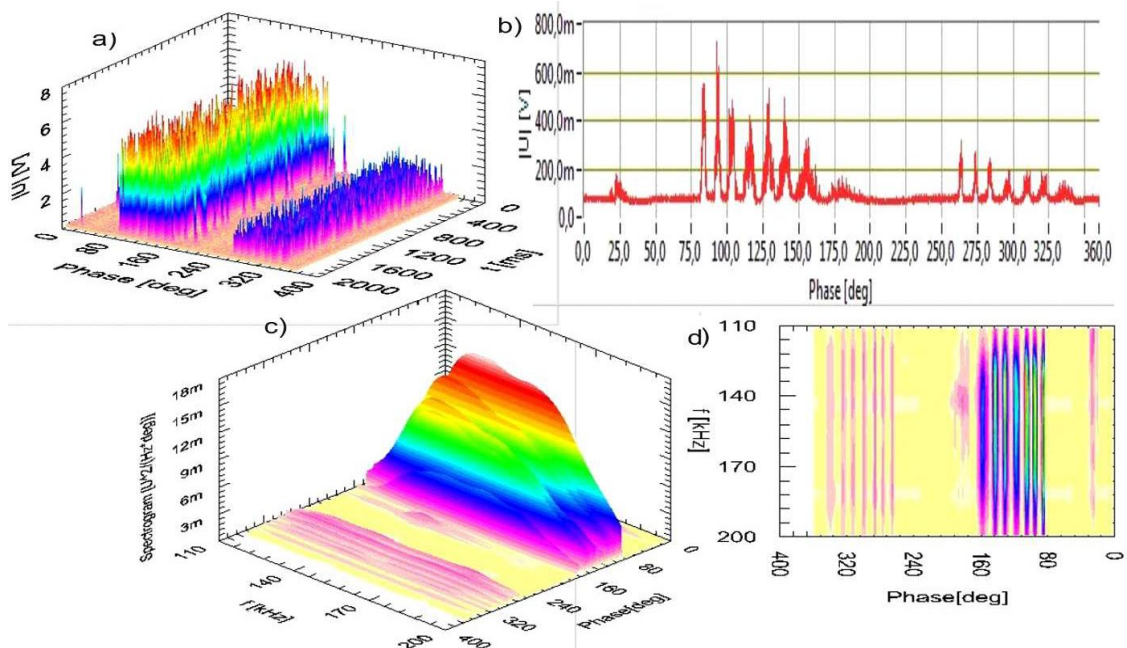 a)
8
6
4
2
|U| [V]
0
80
160
240
320
400
Phase [deg]
0
400
800
1200
1600
2000
t [ms]
b)
800,0m
600,0m
400,0m
200,0m
0,0
|U| [V]
0,0 25,0 50,0 75,0 100,0 125,0 150,0 175,0 200,0 225,0 250,0 275,0 300,0 325,0 360,0
Phase [deg]
c)
18m
15m
12m
9m
6m
3m
Spectrogram [U^2/(Hz*deg)]
110
140
170
200
f [kHz]
0
80
160
240
320
400
Phase[deg]
d)
110
140
170
200
f [kHz]
400 320 240 160 80 0
Phase[deg]